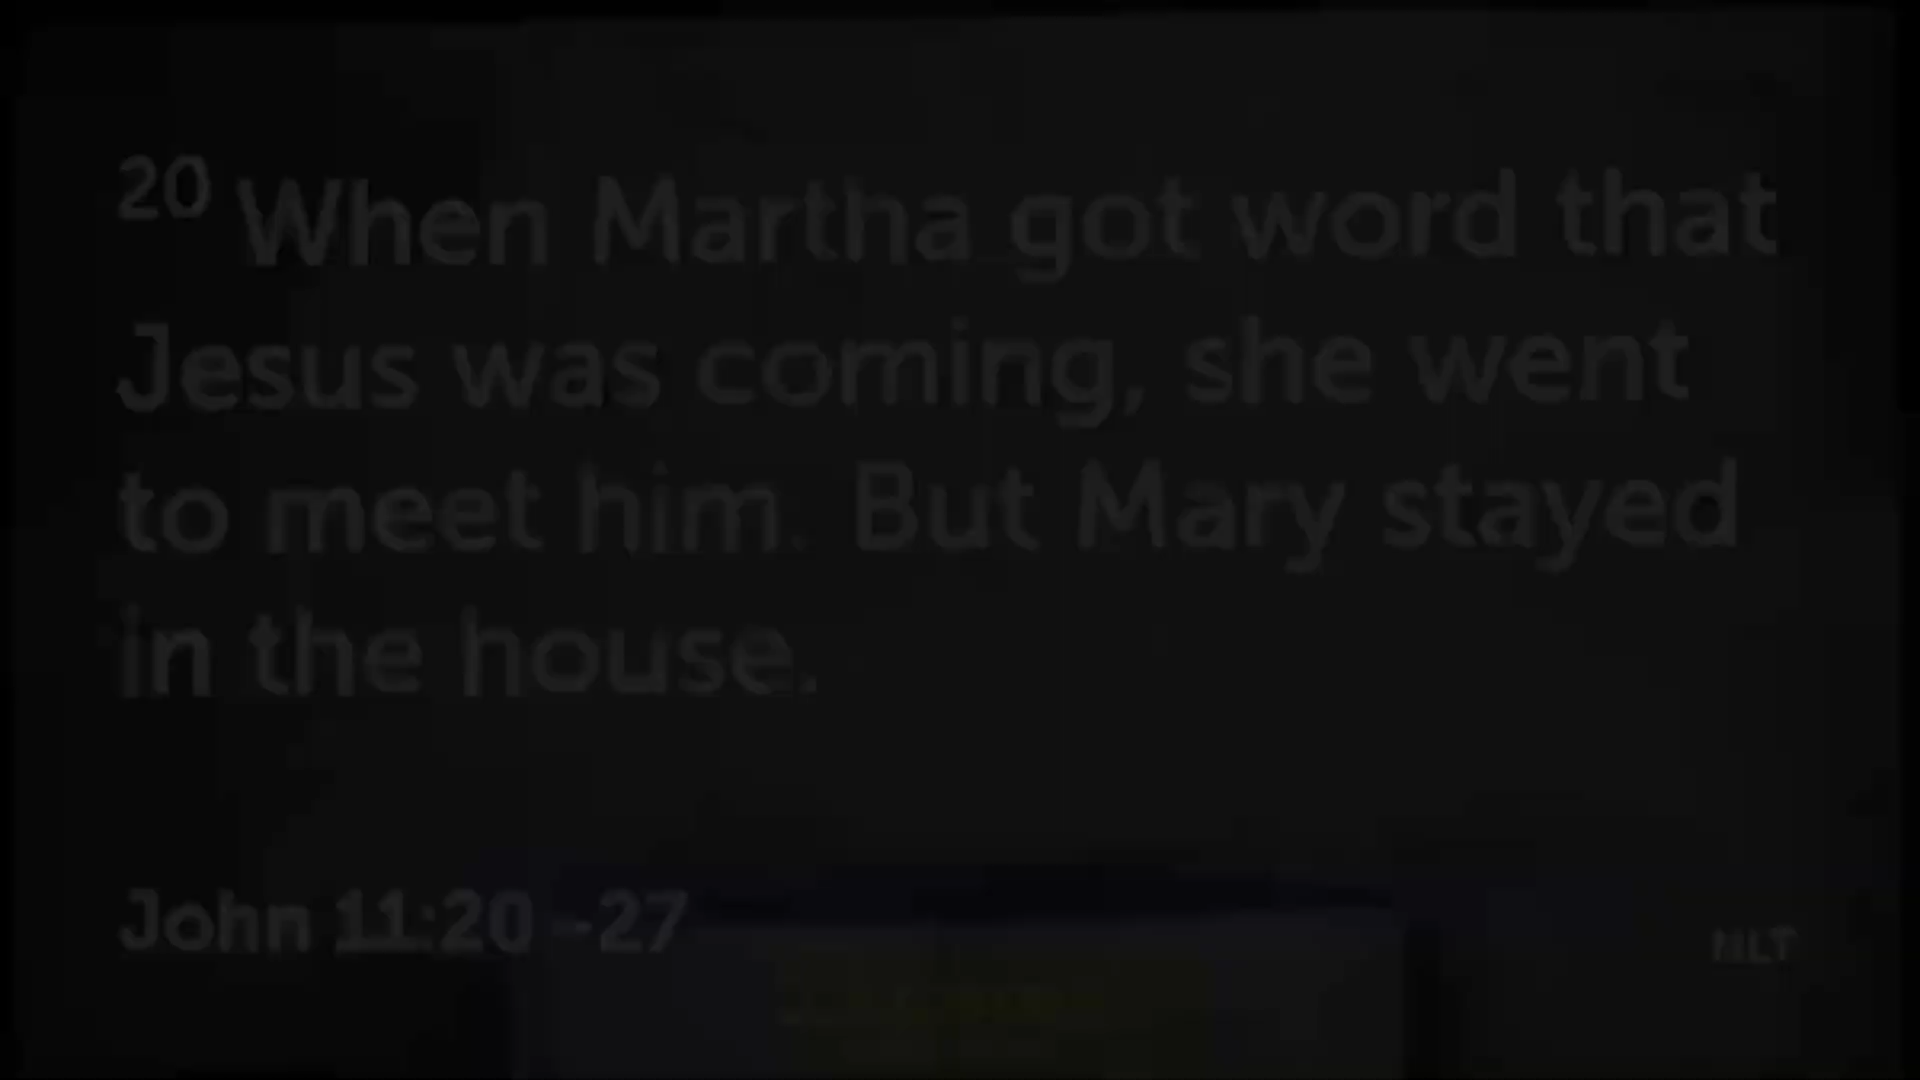 20 When Martha got word that
Jesus was coming, she went
to meet him. But Mary stayed
in the house.
John 11:20-27
NLT